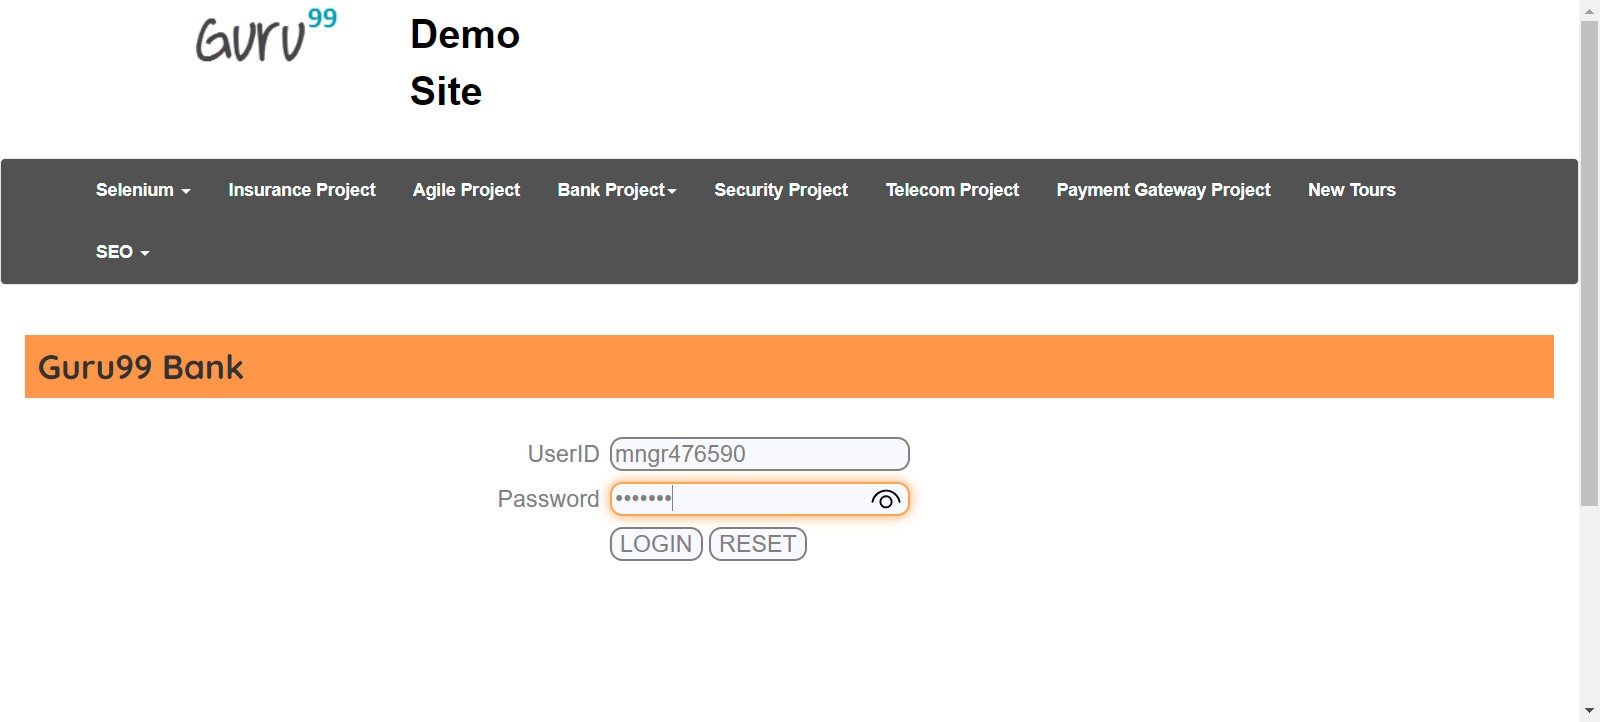 Guru99
Demo
Site
Selenium
Insurance Project
Agile Project
Bank Project
Security Project
Telecom Project
Payment Gateway Project
New Tours
SEO
Guru99 Bank
UserID mngr476590
Password •••••••
LOGIN RESET